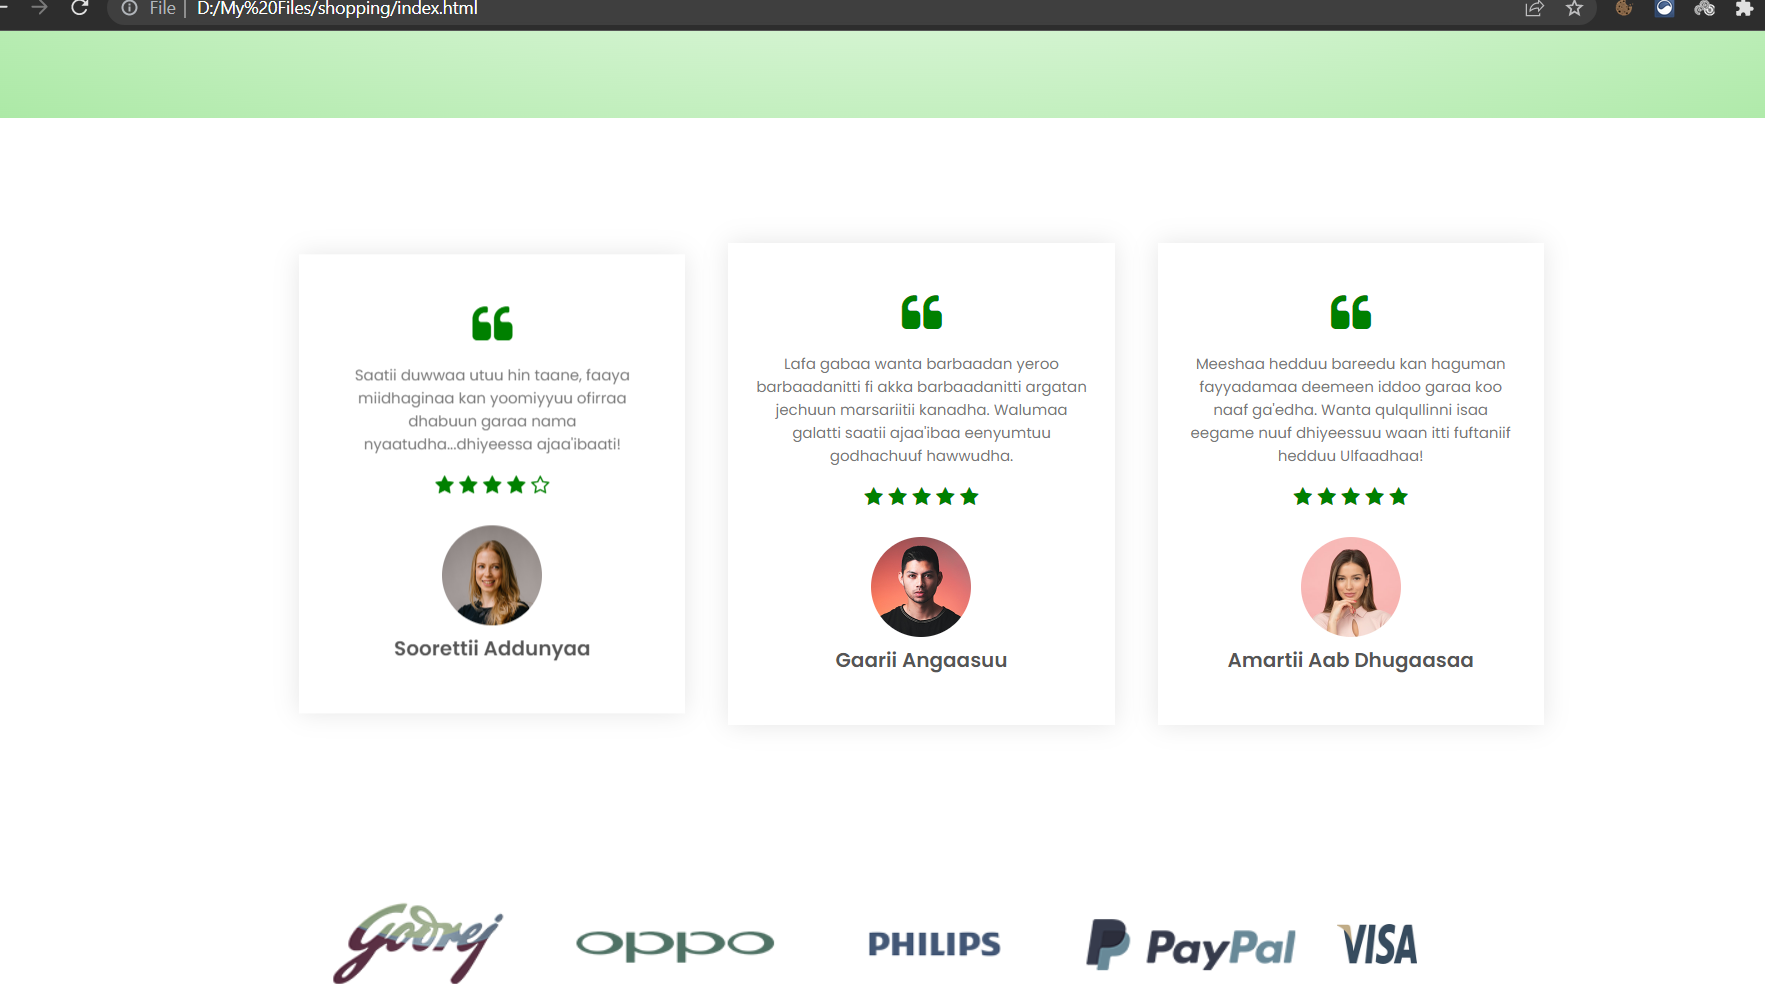 File | D:/My%20Files/shopping/index.html
Saatii duwwaa utuu hin taane, faaya
miidhaginaa kan yoomiyyuu ofirraa
dhabuun garaa nama
nyaatudha...dhiyeessa ajaa'ibaati!
Soorettii Addunyaa
Lafa gabaa wanta barbaadan yeroo
barbaadanitti fi akka barbaadanitti argatan
jechuun marsariitii kanadha. Walumaa
galatti saatii ajaa'ibaa eenyumtuu
godhachuuf hawwudha.
Gaarii Angaasuu
Meeshaa hedduu bareedu kan haguman
fayyadamaa deemeen iddoo garaa koo
naaf ga'edha. Wanta qulqullinni isaa
eegame nuuf dhiyeessuu waan itti fuftaniif
hedduu Ulfaadhaa!
Amartii Aab Dhugaasaa
Godrej
oppo
PHILIPS
PayPal
VISA